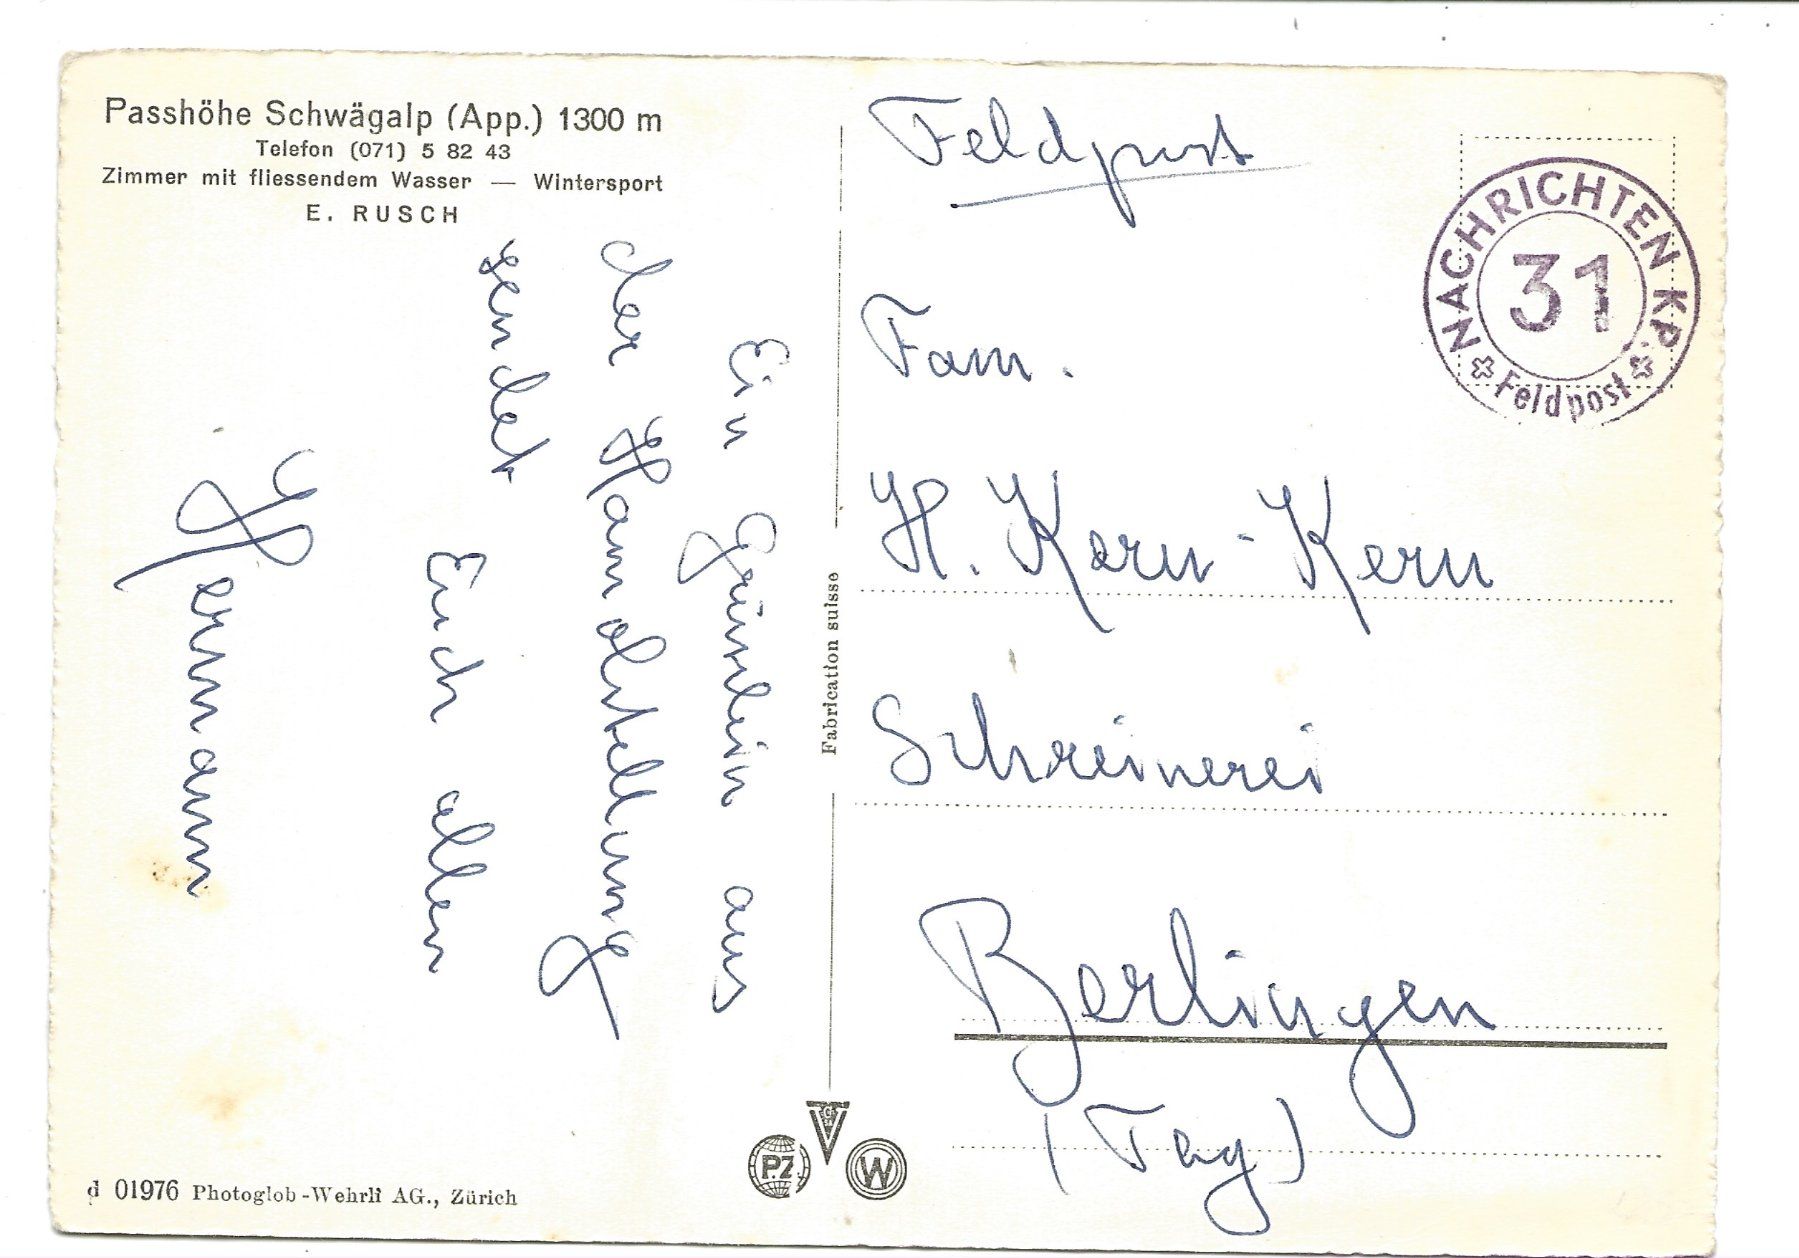 Passhöhe Schwägalp (App.) 1300 m
Telefon (071) 5 82 43
Zimmer mit fliessendem Wasser — Wintersport
E. RUSCH
Ein Grüsslein aus
der
sendet Euch allen
Hermann
d 01976 Photoglob-Wehrli AG., Zürich
Fabrication suisse
P.Z
W
Feldpost
NACHRICHTEN KP.
31
Feldpost
Fam.
H. Kern-Kern
Schreinerei
Berlingen
(Thg)